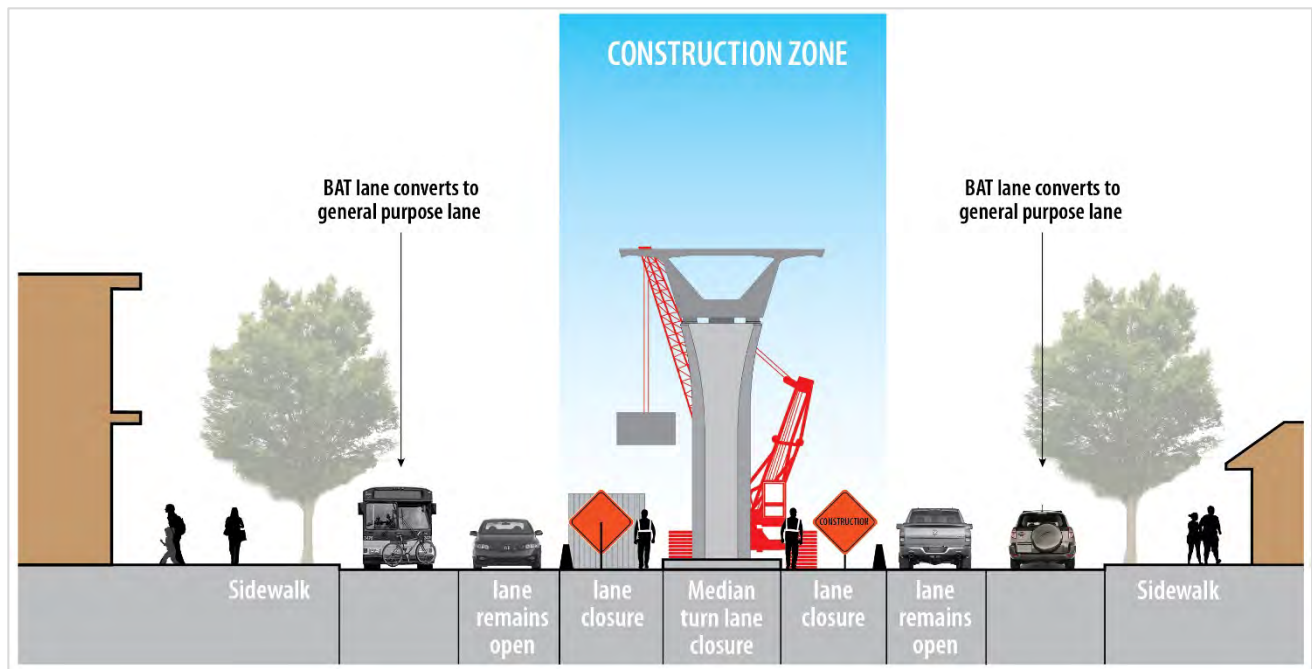 CONSTRUCTION ZONE
BAT lane converts to
general purpose lane
BAT lane converts to
general purpose lane
CONSTRUCTION
Sidewalk
lane
remains
open
lane
closure
Median
turn lane
closure
lane
closure
lane
remains
open
Sidewalk